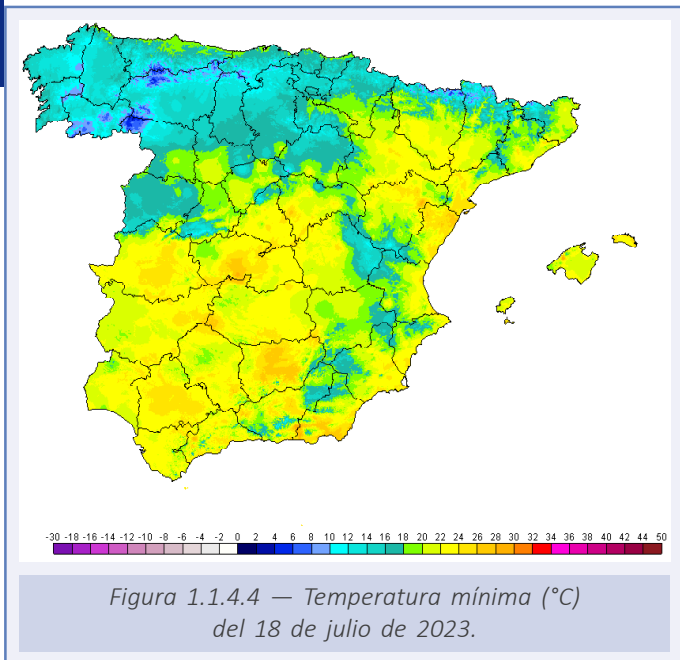 -30 -18 -16 -14 -12 -10 -8 -6 -4 -2 0 2 4 6 8 10 12 14 16 18 20 22 24 26 28 30 32 34 36 38 40 42 44 50
Figura 1.1.4.4 — Temperatura mínima (°C)
del 18 de julio de 2023.